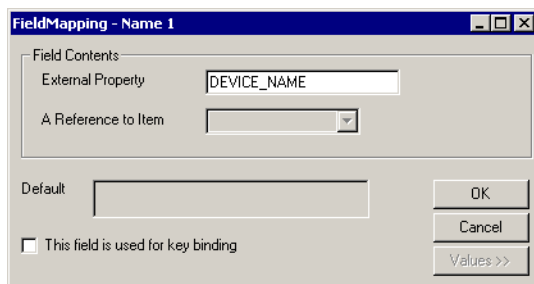 FieldMapping - Name 1
Field Contents
External Property DEVICE_NAME
A Reference to Item
Default
OK
Cancel
This field is used for key binding
Values >>